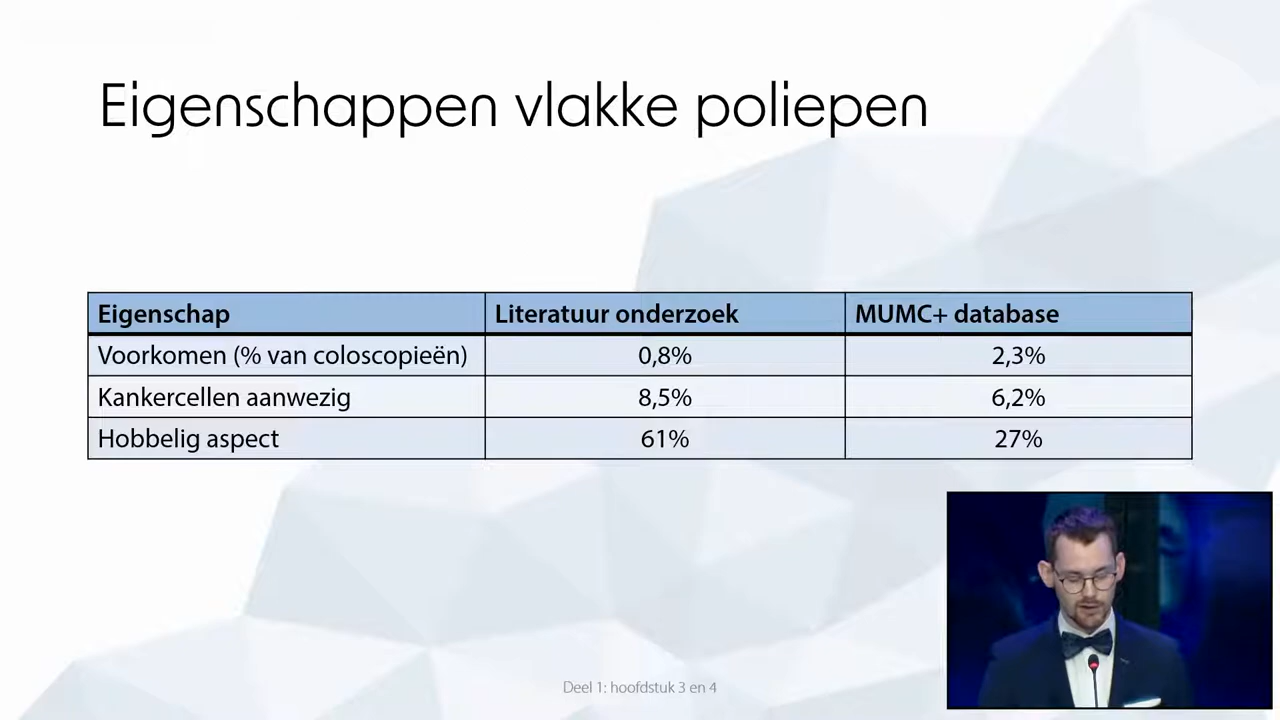 Eigenschappen vlakke poliepen
Eigenschap Literatuur onderzoek MUMC+ database
Voorkomen (% van coloscopieën) 0,8% 2,3%
Kankercellen aanwezig 8,5% 6,2%
Hobbelig aspect 61% 27%
Deel 1: hoofdstuk 3 en 4